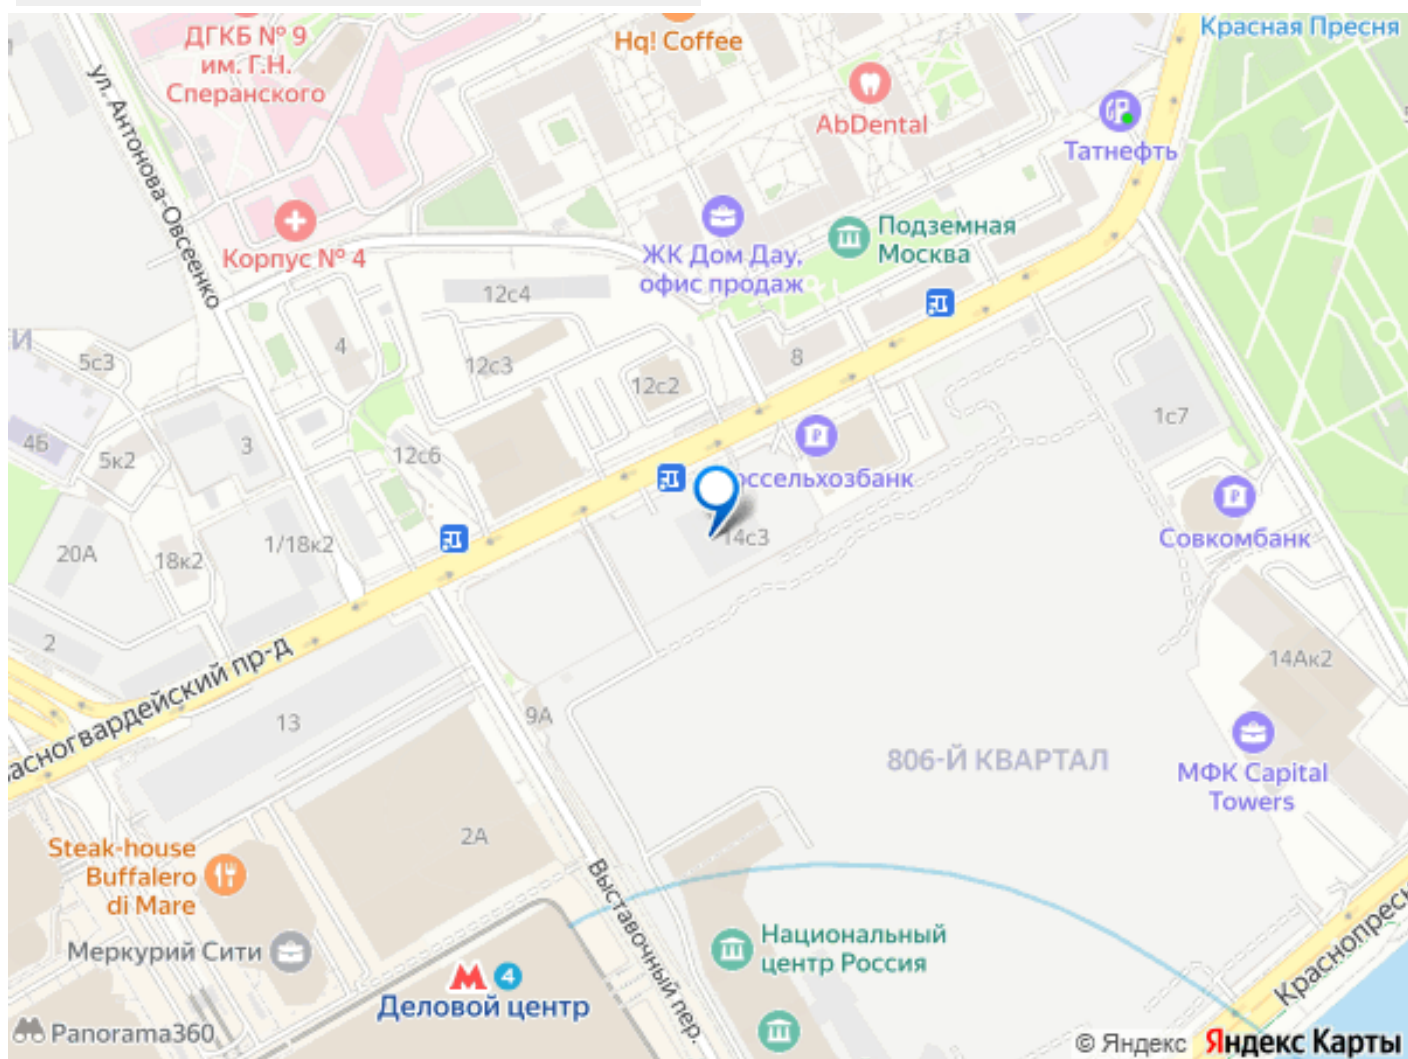 ДГКБ № 9
им. Г.Н.
Сперанского
Hq! Coffee
Красная Пресня
AbDental
Татнефть
ул. Антонова-Овсеенко
Корпус № 4
ЖК Дом Дау,
офис продаж
Подземная
Москва
12с4
4
5с3
12с3
12с2
8
1с7
4Б
5к2
3
12с6
Россельхозбанк
14с3
Совкомбанк
20А
18к2
1/18к2
2
асногвардейский пр-д
13
9А
14Ак2
806-Й КВАРТАЛ
МФК Capital
Towers
2А
Steak-house
Buffalero
di Mare
Выставочный пер.
Меркурий Сити
Национальный
центр Россия
М 4
Деловой центр
Краснопресн
Panorama360
© Яндекс Яндекс Карты